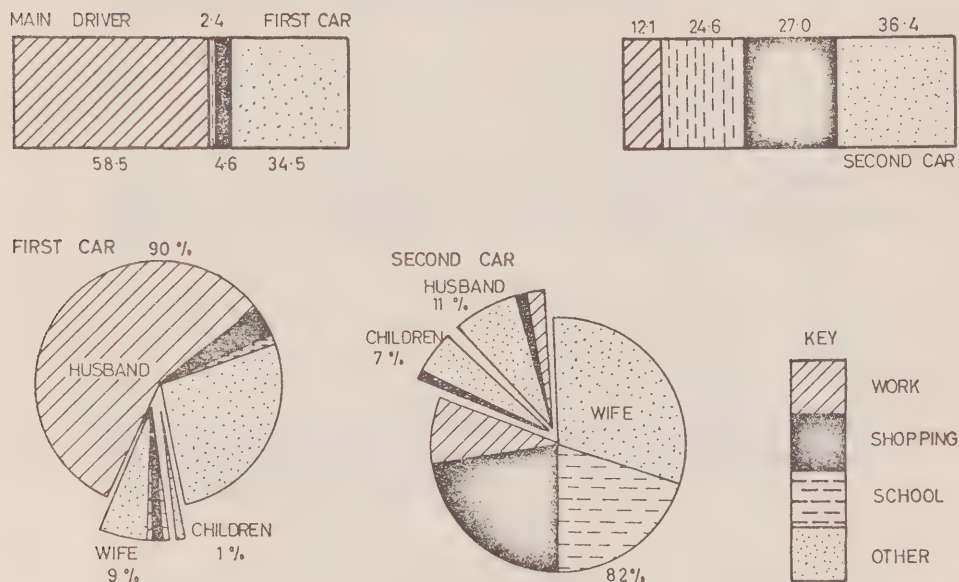 MAIN DRIVER 2·4 FIRST CAR
58·5 4·6 34·5
12·1 24·6 27·0 36·4
SECOND CAR
FIRST CAR 90 %
HUSBAND
WIFE
9 %
CHILDREN
1 %
SECOND CAR
HUSBAND
11 %
CHILDREN
7 %
WIFE
82 %
KEY
WORK
SHOPPING
SCHOOL
OTHER